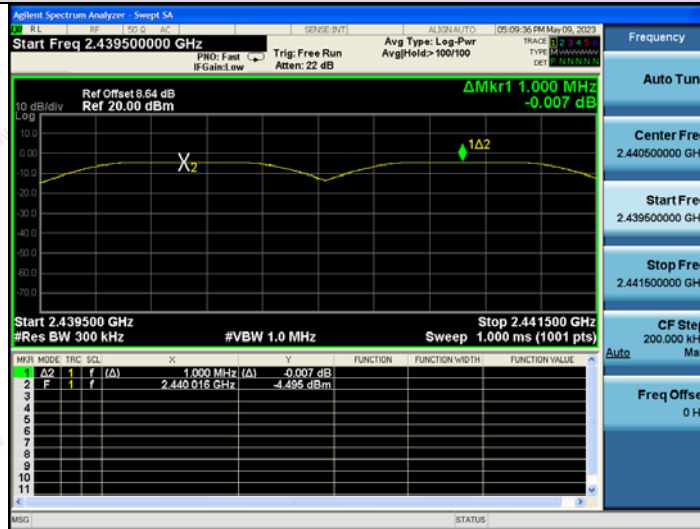 Agilent Spectrum Analyzer - Swept SA
RL RF 50 Ω AC SENSE:INT ALIGN AUTO 05:09:36 PM May 09, 2023
Start Freq 2.439500000 GHz
PNO: Fast
IFGain:Low
Trig: Free Run
Atten: 22 dB
Avg Type: Log-Pwr
Avg|Hold:> 100/100
TRACE 1 2 3 4 5 6
TYPE M
DET P N N N N N
Frequency
Auto Tun
Center Fre
2.440500000 GH
Start Fre
2.439500000 GH
Stop Fre
2.441500000 GH
CF Ste
200.000 kH
Auto Ma
Freq Offse
0 H
ΔMkr1 1.000 MHz
-0.007 dB
Ref Offset 8.64 dB
10 dB/div Ref 20.00 dBm
Log
10.0
0.00
-10.0
-20.0
-30.0
-40.0
-50.0
-60.0
-70.0
X2
1Δ2
Start 2.439500 GHz Stop 2.441500 GHz
#Res BW 300 kHz #VBW 1.0 MHz Sweep 1.000 ms (1001 pts)
MKR MODE TRC SCL X Y FUNCTION FUNCTION WIDTH FUNCTION VALUE
1 Δ2 1 f (Δ) 1.000 MHz (Δ) -0.007 dB
2 F 1 f 2.440 016 GHz -4.495 dBm
3
4
5
6
7
8
9
10
11
MSG STATUS